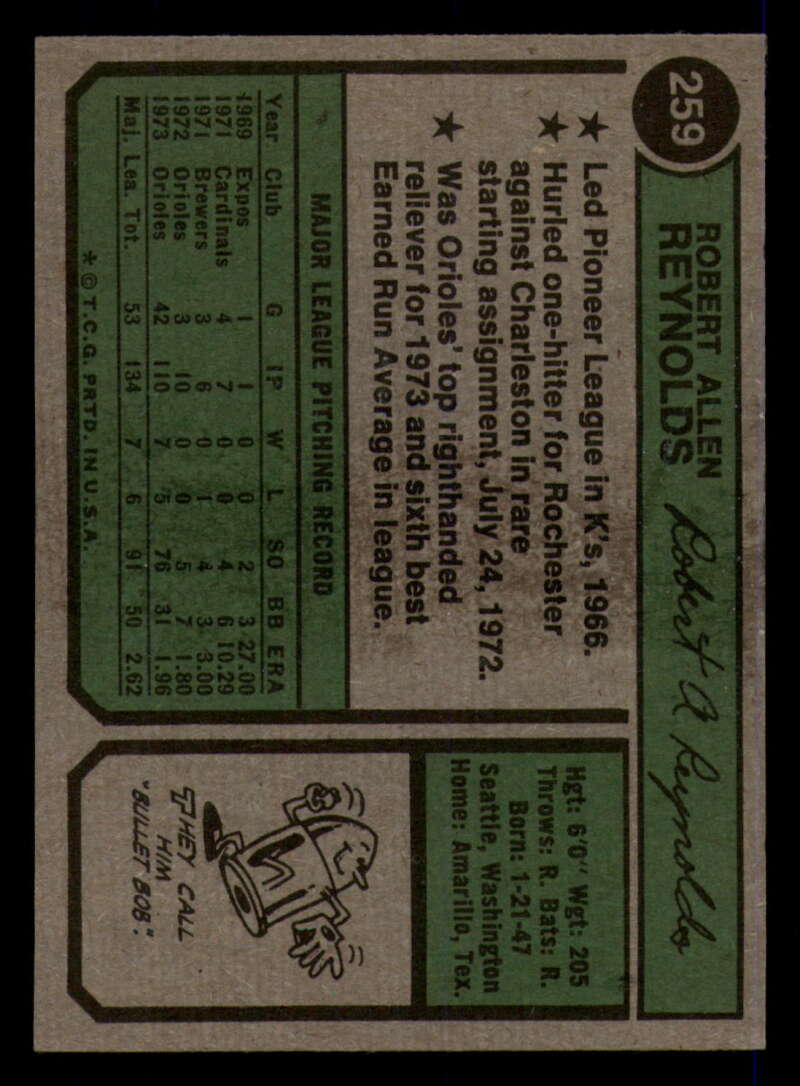 259
ROBERT ALLEN
REYNOLDS
Robert A Reynolds
★ Led Pioneer League in K's, 1966.
★ Hurled one-hitter for Rochester
against Charleston in rare
starting assignment, July 24, 1972.
★ Was Orioles' top righthanded
reliever for 1973 and sixth best
Earned Run Average in league.
MAJOR LEAGUE PITCHING RECORD
Year Club G IP W L SO BB ERA
1969 Expos 1 1 0 0 2 3 27.00
1971 Cardinals 4 7 0 0 4 6 10.29
1971 Brewers 3 6 0 1 4 3 3.00
1972 Orioles 3 10 0 0 5 7 1.80
1973 Orioles 42 110 7 5 76 31 1.96
Maj. Lea. Tot. 53 134 7 6 91 50 2.62
* © T.C.G. PRTD. IN U.S.A.
Hgt: 6'0" Wgt: 205
Throws: R. Bats: R.
Born: 1-21-47
Seattle, Washington
Home: Amarillo, Tex.
THEY CALL
HIM
"BULLET BOB".